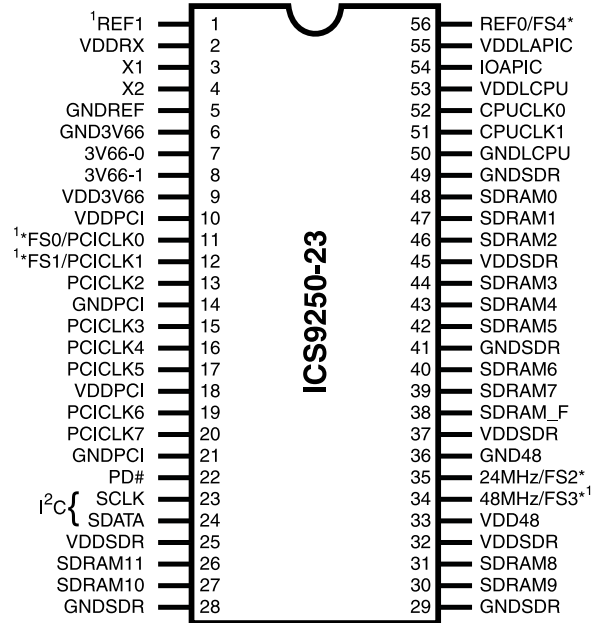 ¹REF1 1 56 REF0/FS4*
VDDRX 2 55 VDDLAPIC
X1 3 54 IOAPIC
X2 4 53 VDDLCPU
GNDREF 5 52 CPUCLK0
GND3V66 6 51 CPUCLK1
3V66-0 7 50 GNDLCPU
3V66-1 8 49 GNDSDR
VDD3V66 9 48 SDRAM0
VDDPCI 10 47 SDRAM1
¹*FS0/PCICLK0 11 46 SDRAM2
¹*FS1/PCICLK1 12 45 VDDSDR
PCICLK2 13 44 SDRAM3
GNDPCI 14 43 SDRAM4
PCICLK3 15 42 SDRAM5
PCICLK4 16 41 GNDSDR
PCICLK5 17 40 SDRAM6
VDDPCI 18 39 SDRAM7
PCICLK6 19 38 SDRAM_F
PCICLK7 20 37 VDDSDR
GNDPCI 21 36 GND48
PD# 22 35 24MHz/FS2*
I²C{ SCLK 23 34 48MHz/FS3*¹
SDATA 24 33 VDD48
VDDSDR 25 32 VDDSDR
SDRAM11 26 31 SDRAM8
SDRAM10 27 30 SDRAM9
GNDSDR 28 29 GNDSDR
ICS9250-23